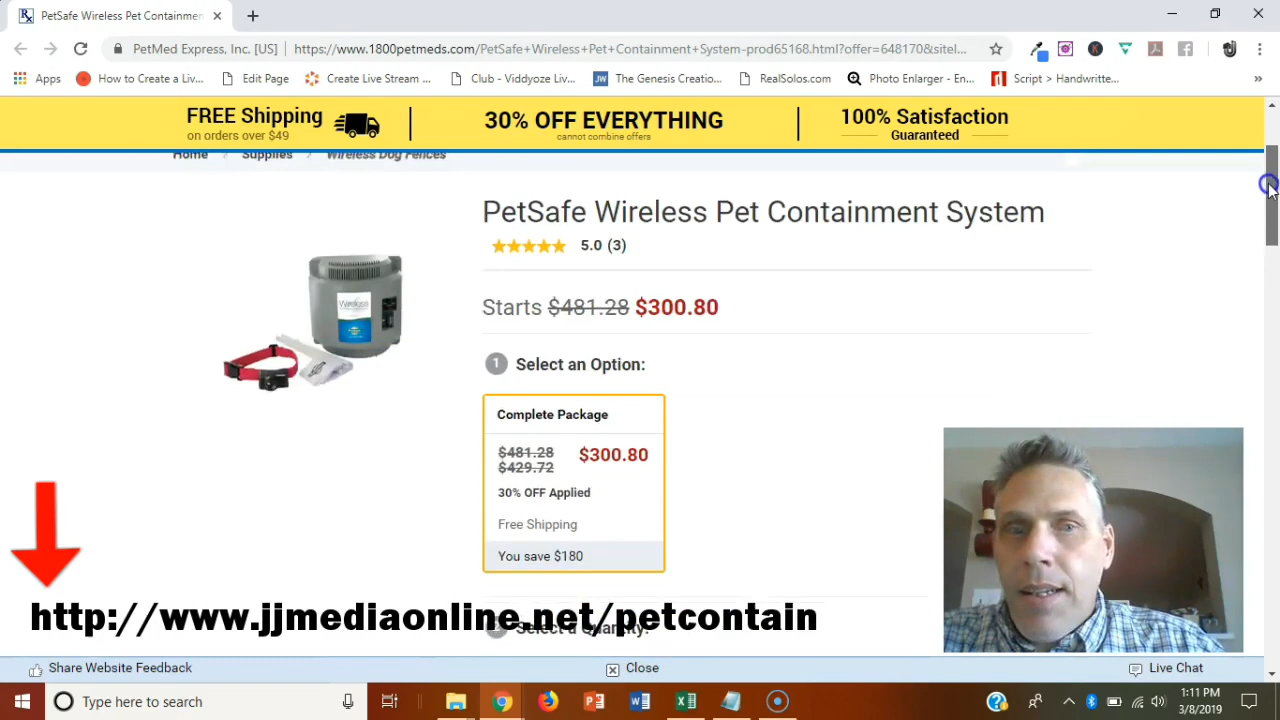 PetSafe Wireless Pet Containmen
PetMed Express, Inc. [US]
https://www.1800petmeds.com/PetSafe+Wireless+Pet+Containment+System-prod65168.html?offer=648170&sitel...
Apps
How to Create a Liv...
Edit Page
Create Live Stream ...
Club - Viddyoze Live...
JW The Genesis Creatio...
RealSolos.com
Photo Enlarger - En...
Script > Handwritte...
»
FREE Shipping
on orders over $49
30% OFF EVERYTHING
cannot combine offers
100% Satisfaction
Guaranteed
Home
Supplies
Wireless Dog Fences
PetSafe Wireless Pet Containment System
5.0 (3)
Wireless
Starts $481.28 $300.80
1 Select an Option:
Complete Package
$481.28
$429.72
$300.80
30% OFF Applied
Free Shipping
You save $180
http://www.jjmediaonline.net/petcontain
Select a Quantity:
Share Website Feedback
Close
Live Chat
Type here to search
1:11 PM
3/8/2019